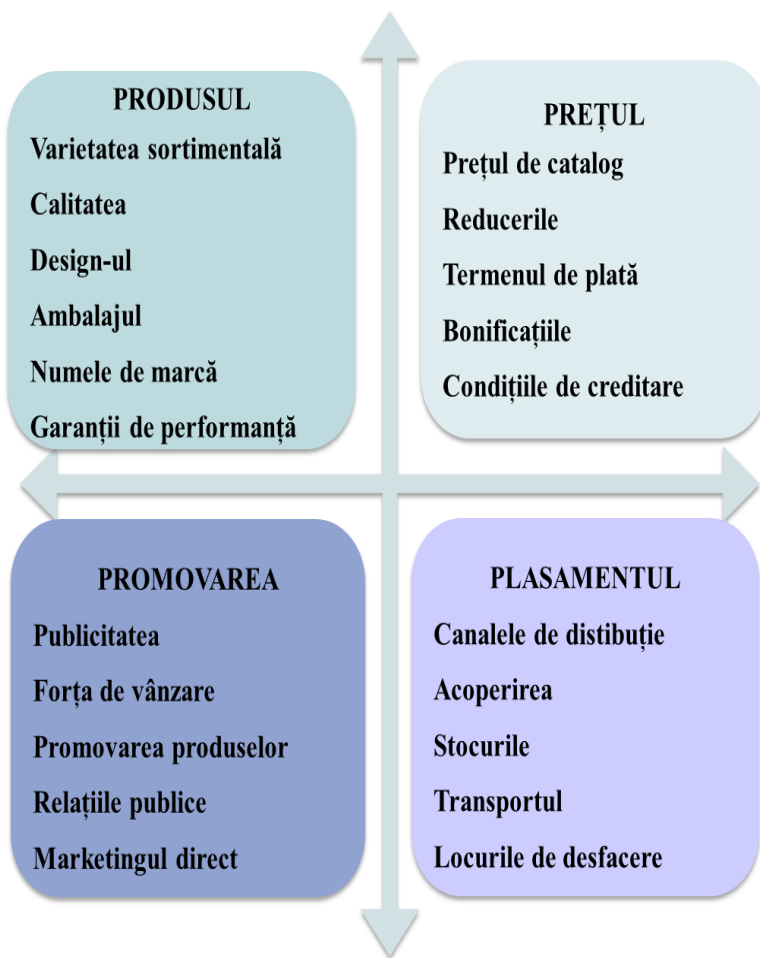 PRODUSUL
Varietatea sortimentală
Calitatea
Design-ul
Ambalajul
Numele de marcă
Garanții de performanță
PREȚUL
Prețul de catalog
Reducerile
Termenul de plată
Bonificațiile
Condițiile de creditare
PROMOVAREA
Publicitatea
Forța de vânzare
Promovarea produselor
Relațiile publice
Marketingul direct
PLASAMENTUL
Canalele de distibuție
Acoperirea
Stocurile
Transportul
Locurile de desfacere